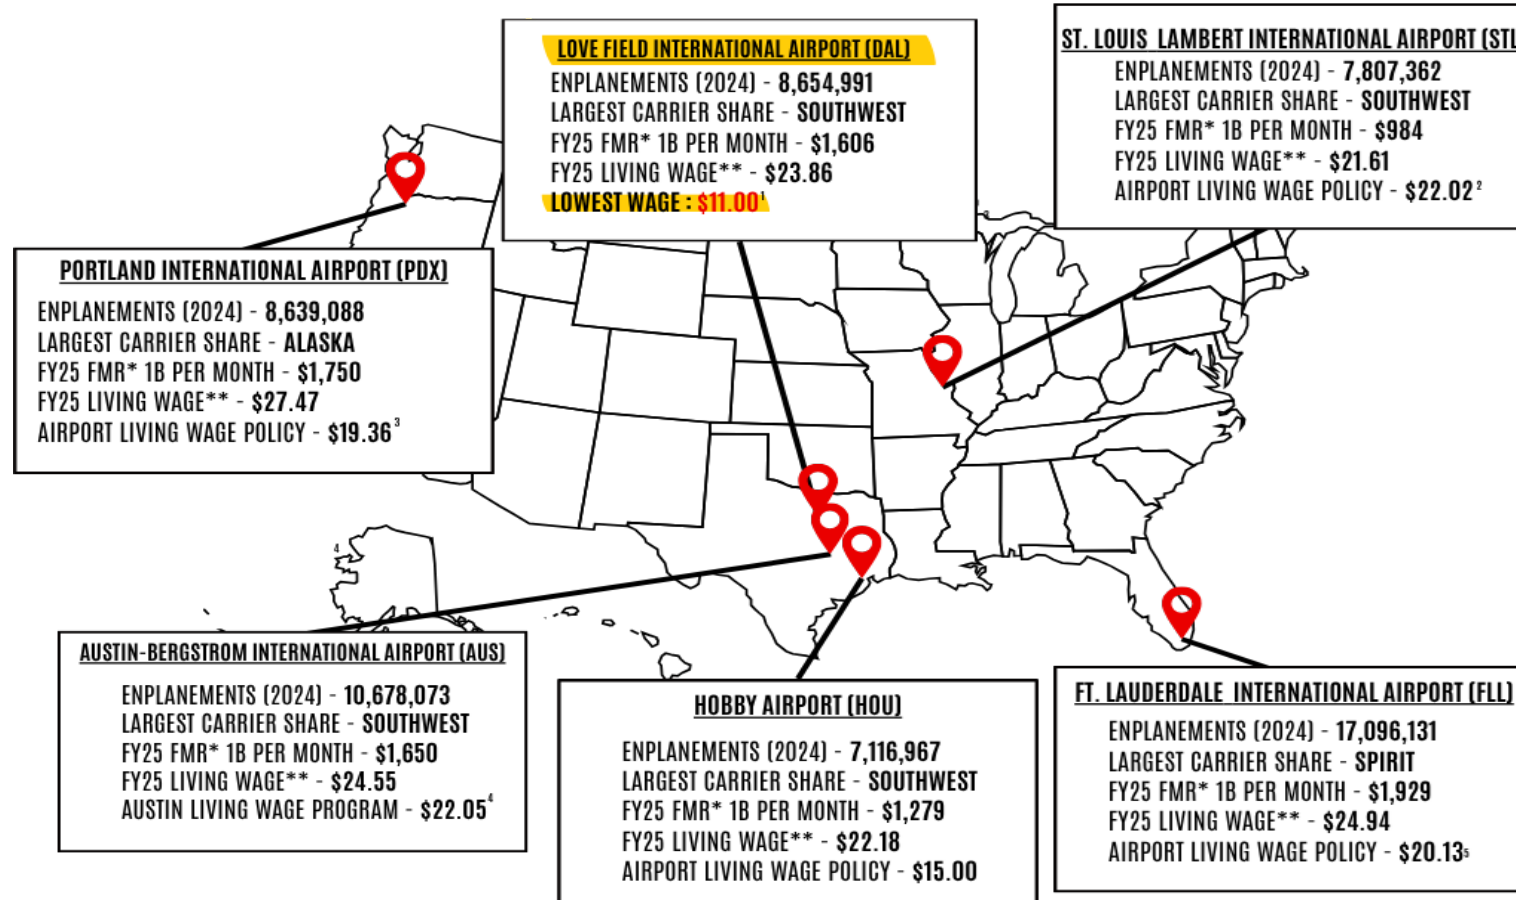 LOVE FIELD INTERNATIONAL AIRPORT (DAL)
ENPLANEMENTS (2024) - 8,654,991
LARGEST CARRIER SHARE - SOUTHWEST
FY25 FMR* 1B PER MONTH - $1,606
FY25 LIVING WAGE** - $23.86
LOWEST WAGE : $11.00¹
ST. LOUIS LAMBERT INTERNATIONAL AIRPORT (STL
ENPLANEMENTS (2024) - 7,807,362
LARGEST CARRIER SHARE - SOUTHWEST
FY25 FMR* 1B PER MONTH - $984
FY25 LIVING WAGE** - $21.61
AIRPORT LIVING WAGE POLICY - $22.02²
PORTLAND INTERNATIONAL AIRPORT (PDX)
ENPLANEMENTS (2024) - 8,639,088
LARGEST CARRIER SHARE - ALASKA
FY25 FMR* 1B PER MONTH - $1,750
FY25 LIVING WAGE** - $27.47
AIRPORT LIVING WAGE POLICY - $19.36³
4
AUSTIN-BERGSTROM INTERNATIONAL AIRPORT (AUS)
ENPLANEMENTS (2024) - 10,678,073
LARGEST CARRIER SHARE - SOUTHWEST
FY25 FMR* 1B PER MONTH - $1,650
FY25 LIVING WAGE** - $24.55
AUSTIN LIVING WAGE PROGRAM - $22.05⁴
HOBBY AIRPORT (HOU)
ENPLANEMENTS (2024) - 7,116,967
LARGEST CARRIER SHARE - SOUTHWEST
FY25 FMR* 1B PER MONTH - $1,279
FY25 LIVING WAGE** - $22.18
AIRPORT LIVING WAGE POLICY - $15.00
FT. LAUDERDALE INTERNATIONAL AIRPORT (FLL)
ENPLANEMENTS (2024) - 17,096,131
LARGEST CARRIER SHARE - SPIRIT
FY25 FMR* 1B PER MONTH - $1,929
FY25 LIVING WAGE** - $24.94
AIRPORT LIVING WAGE POLICY - $20.13⁵